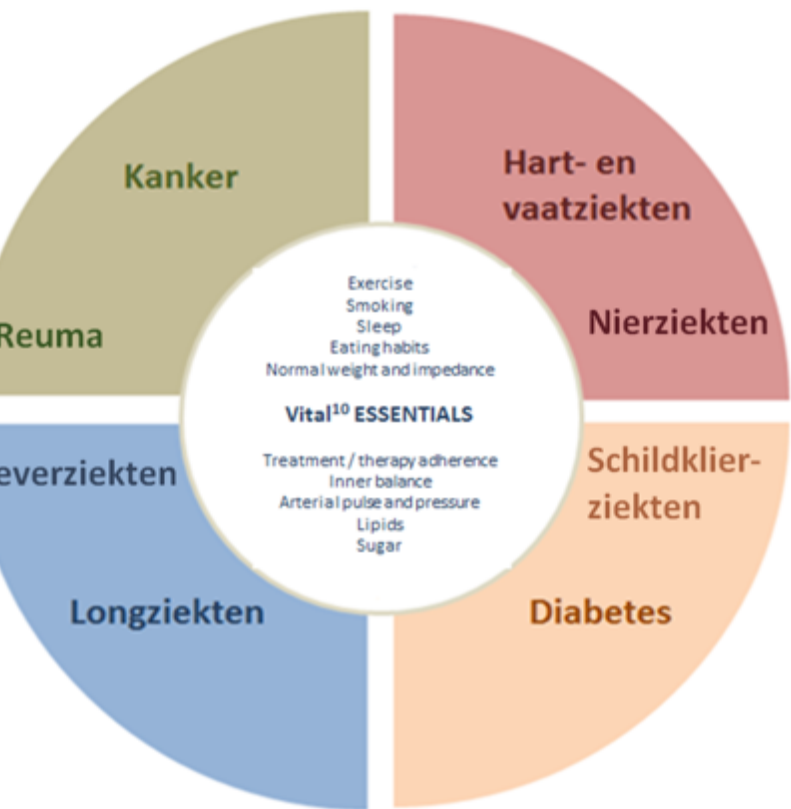 Kanker
Reuma
Hart- en
vaatziekten
Nierziekten
Exercise
Smoking
Sleep
Eating habits
Normal weight and impedance
Vital¹⁰ ESSENTIALS
Treatment / therapy adherence
Inner balance
Arterial pulse and pressure
Lipids
Sugar
everziekten
Longziekten
Schildklier-
ziekten
Diabetes